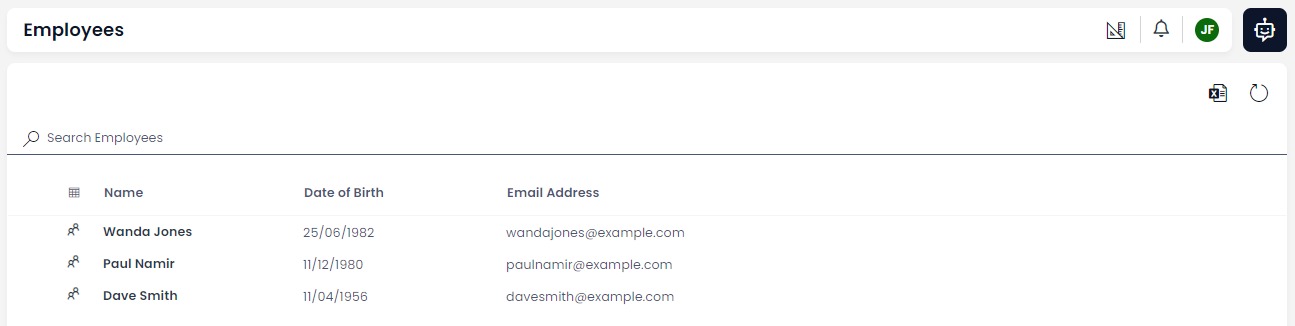 Employees
JF
Search Employees
Name Date of Birth Email Address
Wanda Jones 25/06/1982 wandajones@example.com
Paul Namir 11/12/1980 paulnamir@example.com
Dave Smith 11/04/1956 davesmith@example.com